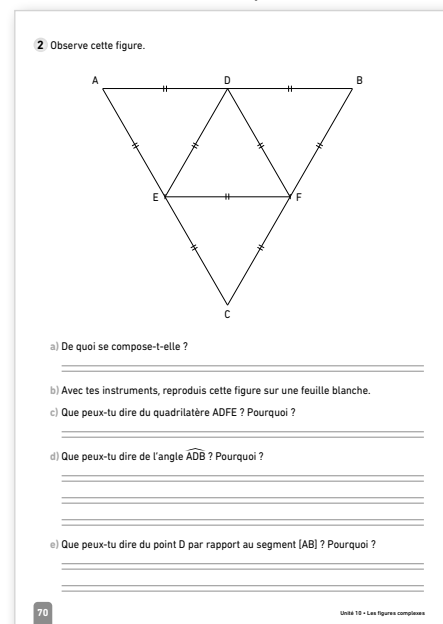 2 Observe cette figure.
A D B
E F
C
a) De quoi se compose-t-elle ?
b) Avec tes instruments, reproduis cette figure sur une feuille blanche.
c) Que peux-tu dire du quadrilatère ADFE ? Pourquoi ?
d) Que peux-tu dire de l'angle ADB ? Pourquoi ?
e) Que peux-tu dire du point D par rapport au segment [AB] ? Pourquoi ?
70 Unité 10 • Les figures complexes